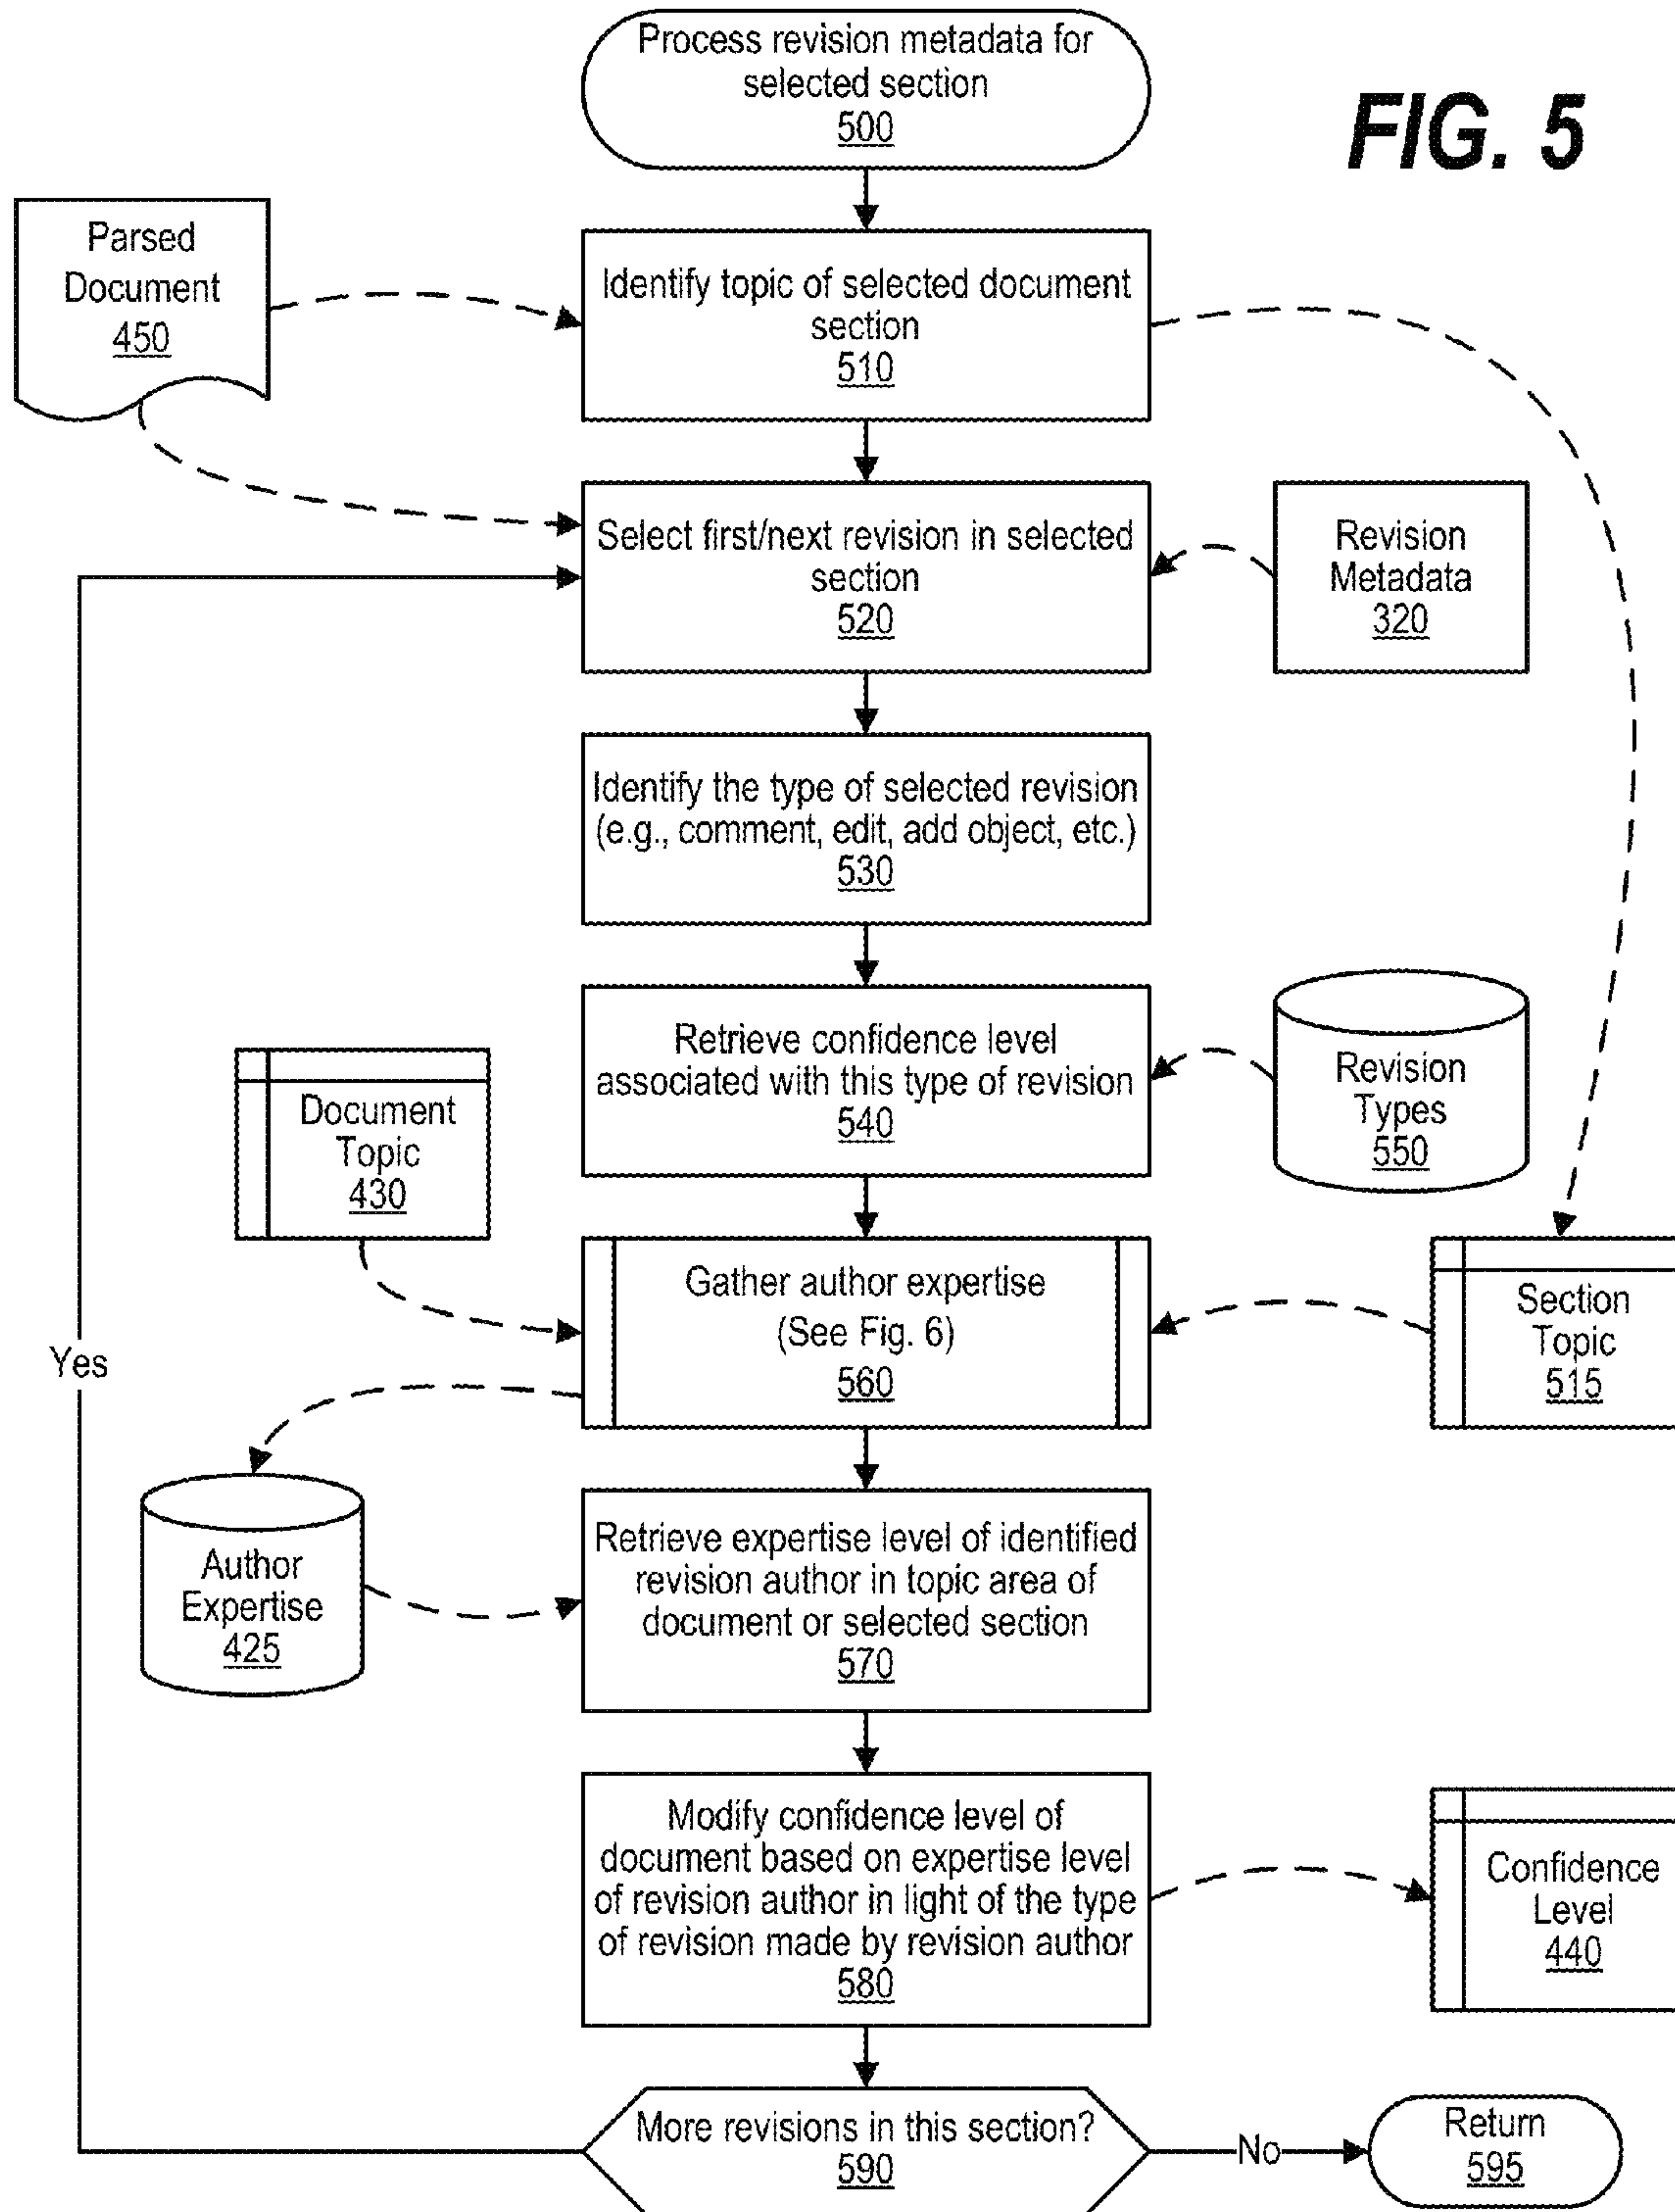 Process revision metadata for
selected section
500
FIG. 5
Parsed
Document
450
Identify topic of selected document
section
510
Select first/next revision in selected
section
520
Revision
Metadata
320
Identify the type of selected revision
(e.g., comment, edit, add object, etc.)
530
Retrieve confidence level
associated with this type of revision
540
Revision
Types
550
Document
Topic
430
Gather author expertise
(See Fig. 6)
560
Section
Topic
515
Yes
Author
Expertise
425
Retrieve expertise level of identified
revision author in topic area of
document or selected section
570
Modify confidence level of
document based on expertise level
of revision author in light of the type
of revision made by revision author
580
Confidence
Level
440
More revisions in this section?
590
No
Return
595